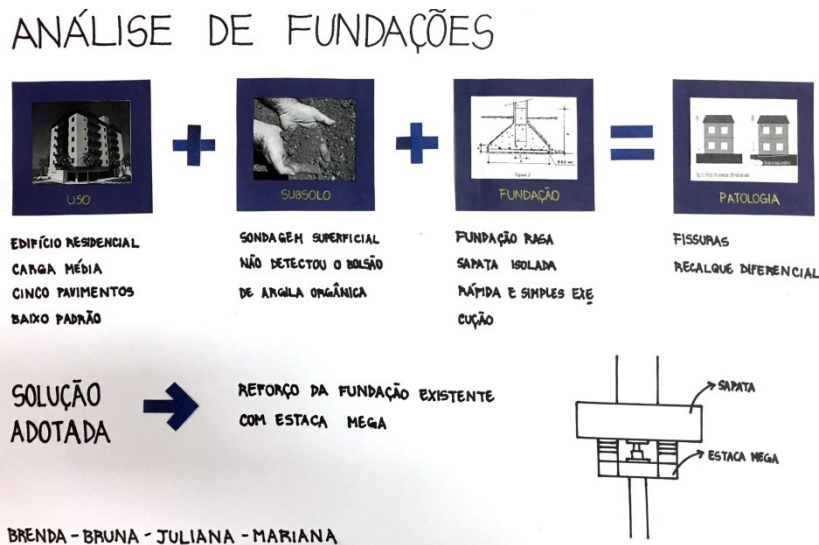 ANÁLISE DE FUNDAÇÕES
USO
SUBSOLO
FUNDAÇÃO
PATOLOGIA
EDIFÍCIO RESIDENCIAL
CARGA MÉDIA
CINCO PAVIMENTOS
BAIXO PADRÃO
SONDAGEM SUPERFICIAL
NÃO DETECTOU O BOLSÃO
DE ARGILA ORGÂNICA
FUNDAÇÃO RASA
SAPATA ISOLADA
RÁPIDA E SIMPLES EXE
CUÇÃO
FISSURAS
RECALQUE DIFERENCIAL
SOLUÇÃO
ADOTADA
REFORÇO DA FUNDAÇÃO EXISTENTE
COM ESTACA MEGA
SAPATA
ESTACA MEGA
BRENDA - BRUNA - JULIANA - MARIANA